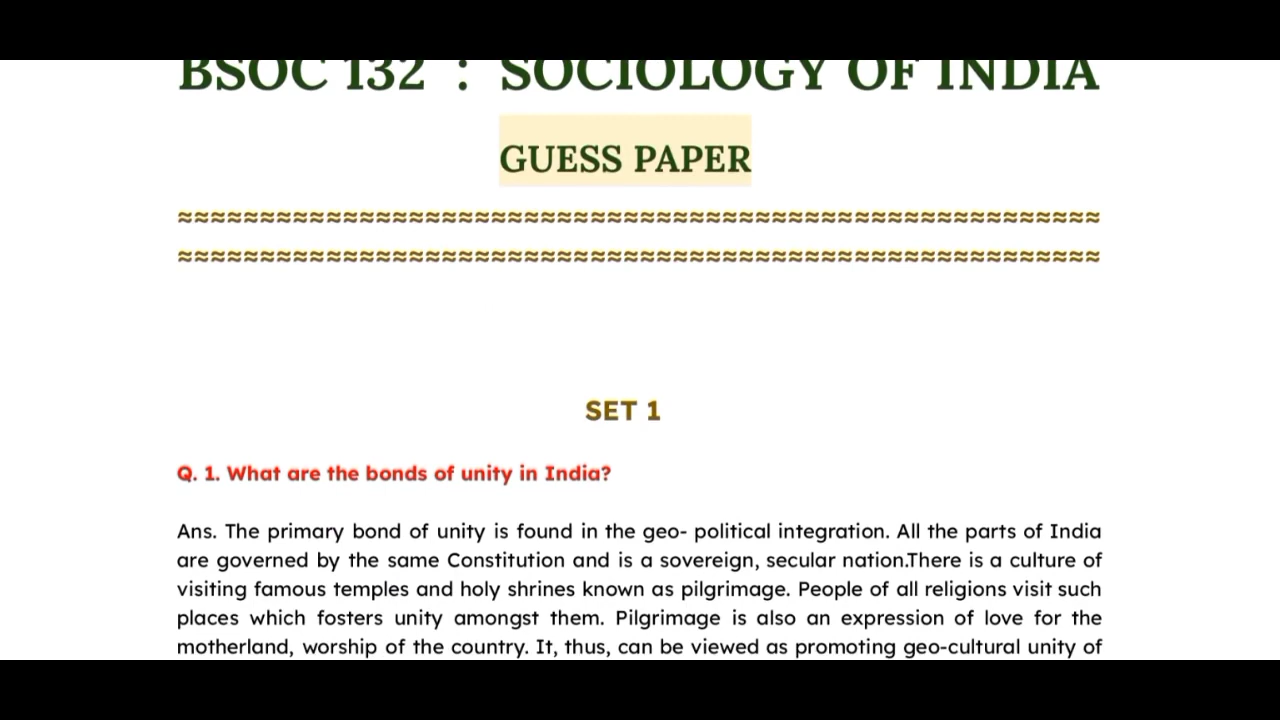 BSOC 132 : SOCIOLOGY OF INDIA
GUESS PAPER
≈≈≈≈≈≈≈≈≈≈≈≈≈≈≈≈≈≈≈≈≈≈≈≈≈≈≈≈≈≈≈≈≈≈≈≈≈≈≈≈≈≈≈≈≈≈≈≈≈≈≈≈≈≈≈≈
≈≈≈≈≈≈≈≈≈≈≈≈≈≈≈≈≈≈≈≈≈≈≈≈≈≈≈≈≈≈≈≈≈≈≈≈≈≈≈≈≈≈≈≈≈≈≈≈≈≈≈≈≈≈≈≈
SET 1
Q. 1. What are the bonds of unity in India?
Ans. The primary bond of unity is found in the geo- political integration. All the parts of India
are governed by the same Constitution and is a sovereign, secular nation.There is a culture of
visiting famous temples and holy shrines known as pilgrimage. People of all religions visit such
places which fosters unity amongst them. Pilgrimage is also an expression of love for the
motherland, worship of the country. It, thus, can be viewed as promoting geo-cultural unity of